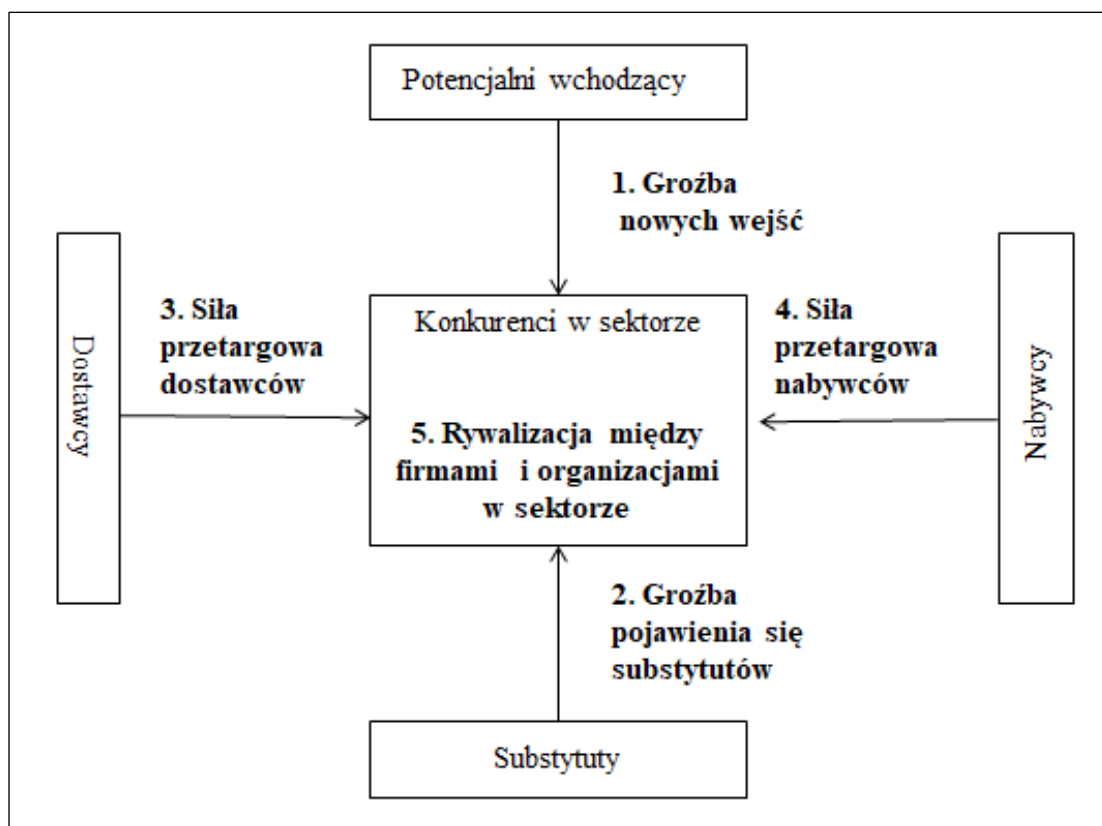 Potencjalni wchodzący
1. Groźba
nowych wejść
Dostawcy
3. Siła
przetargowa
dostawców
Konkurenci w sektorze
5. Rywalizacja między
firmami i organizacjami
w sektorze
4. Siła
przetargowa
nabywców
Nabywcy
2. Groźba
pojawienia się
substytutów
Substytuty